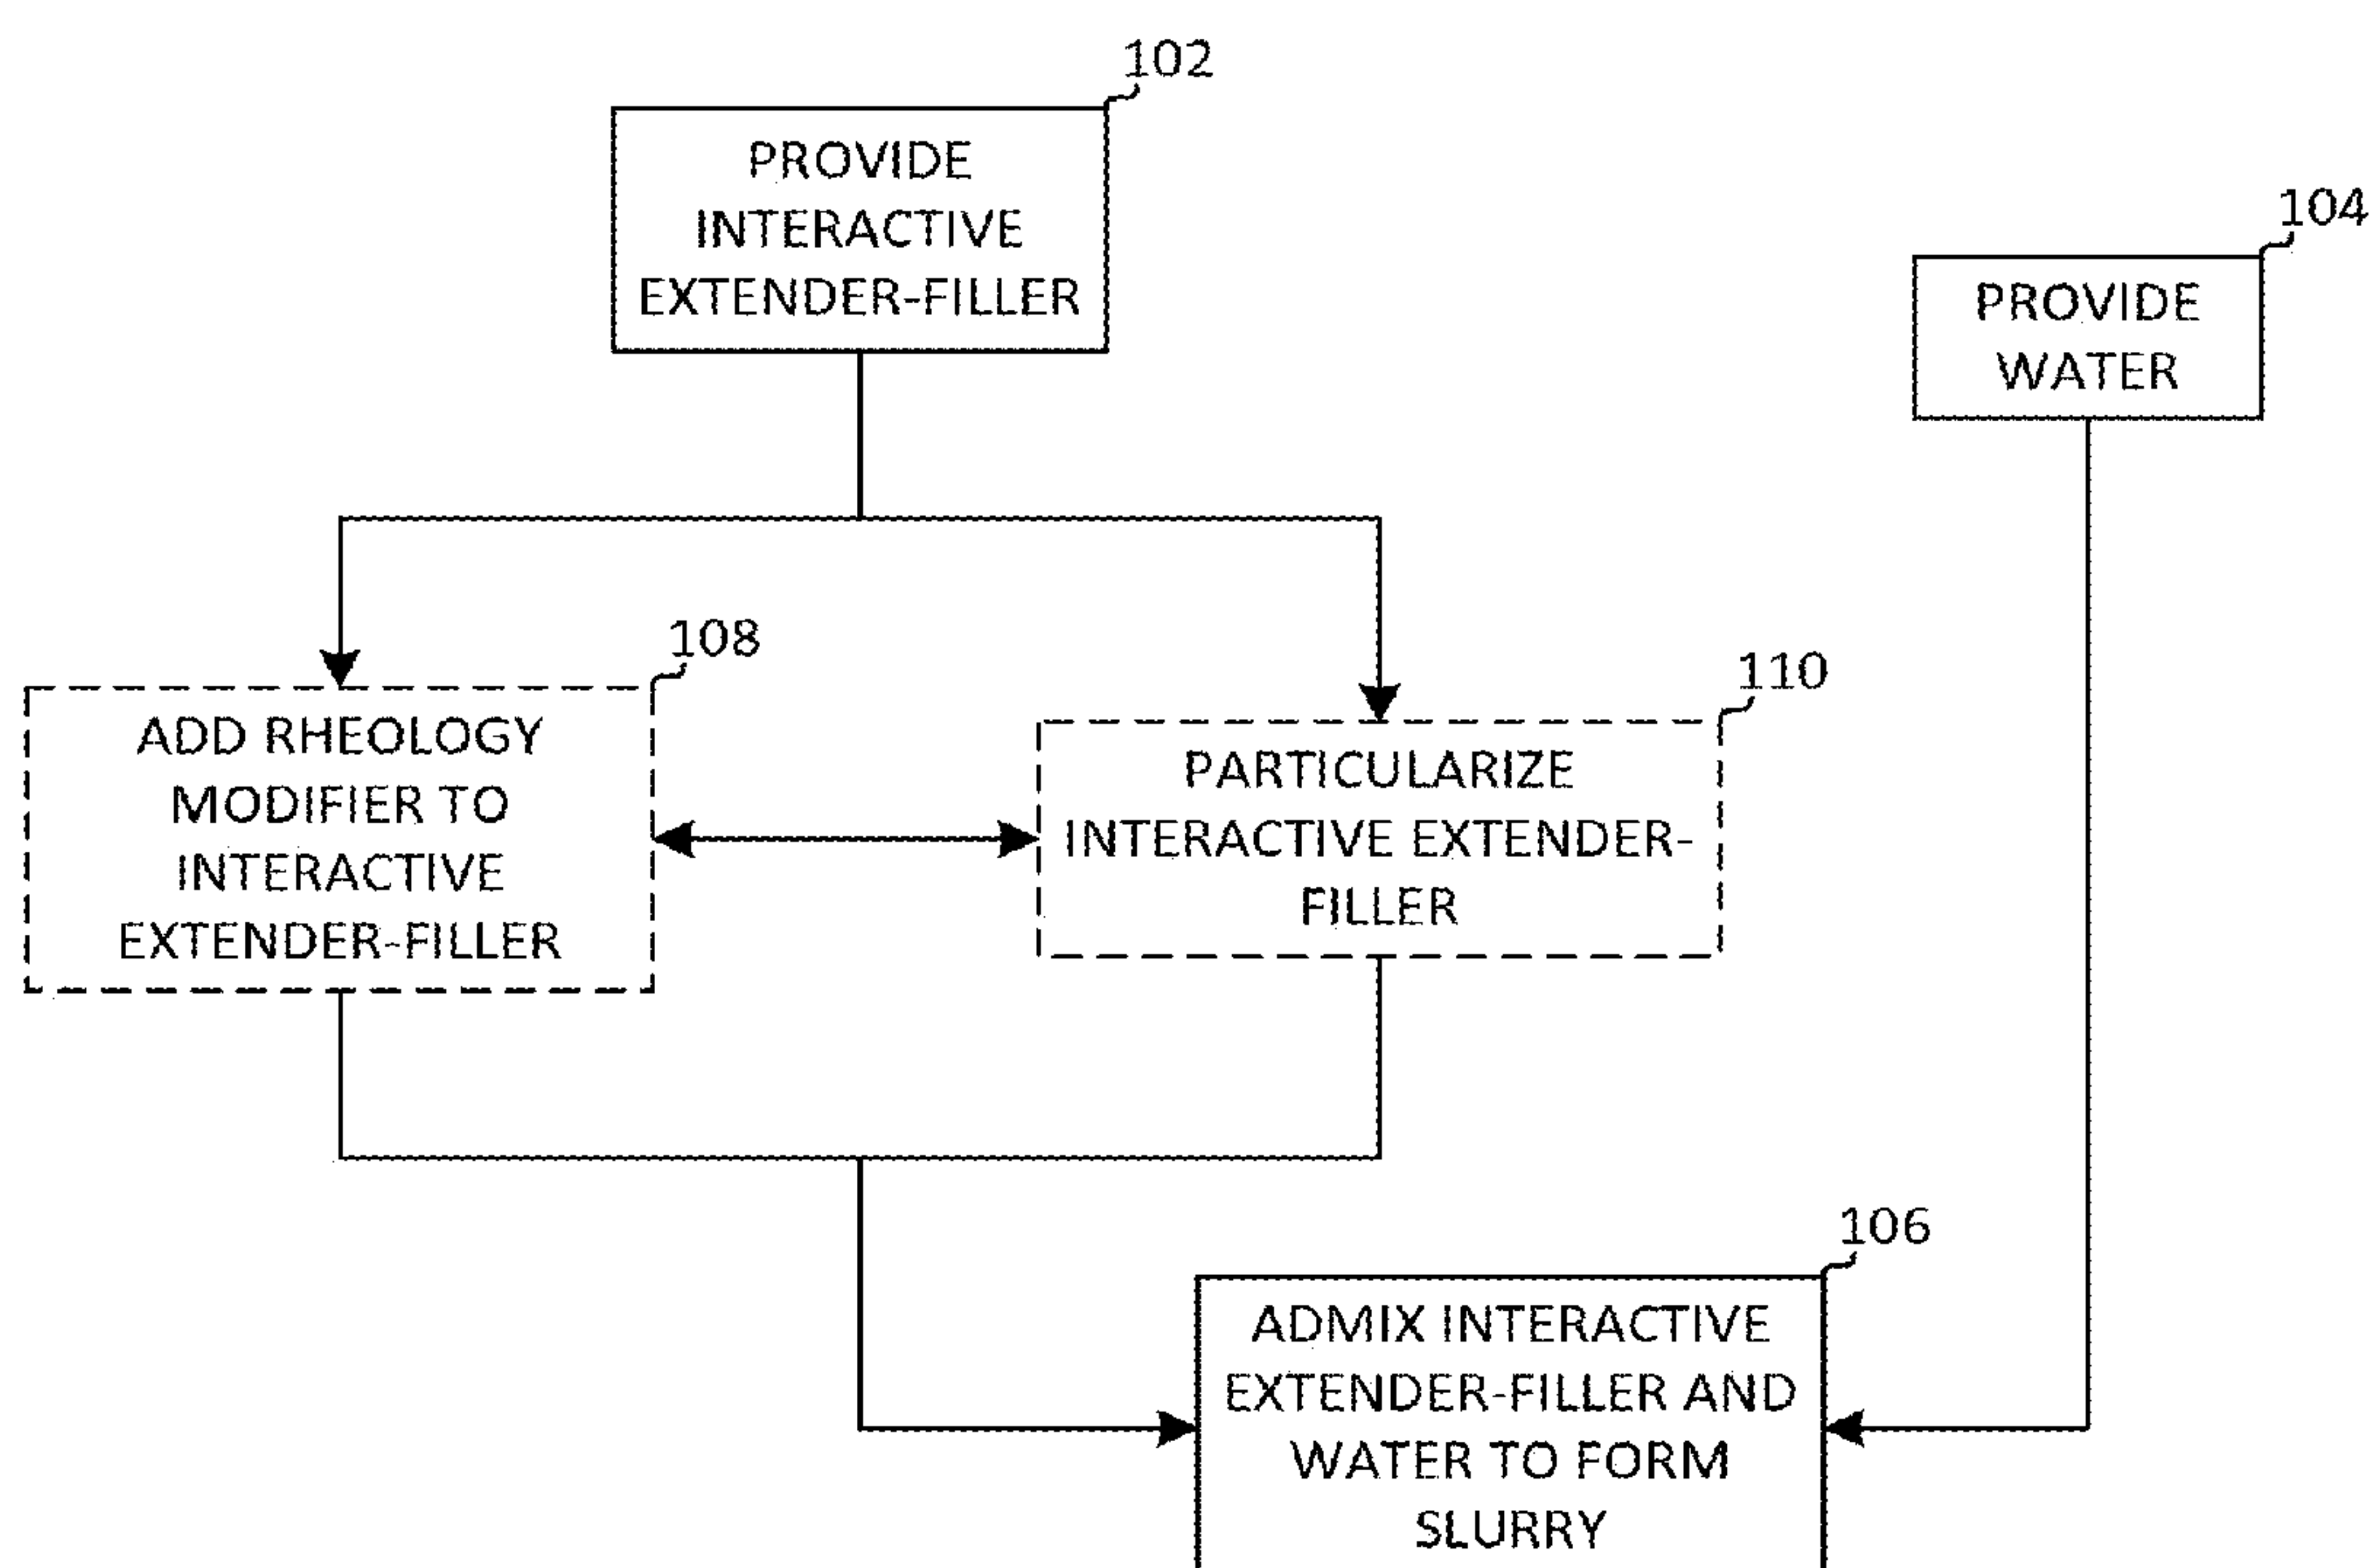 102
PROVIDE
INTERACTIVE
EXTENDER-FILLER
104
PROVIDE
WATER
108
ADD RHEOLOGY
MODIFIER TO
INTERACTIVE
EXTENDER-FILLER
110
PARTICULARIZE
INTERACTIVE EXTENDER-
FILLER
106
ADMIX INTERACTIVE
EXTENDER-FILLER AND
WATER TO FORM
SLURRY